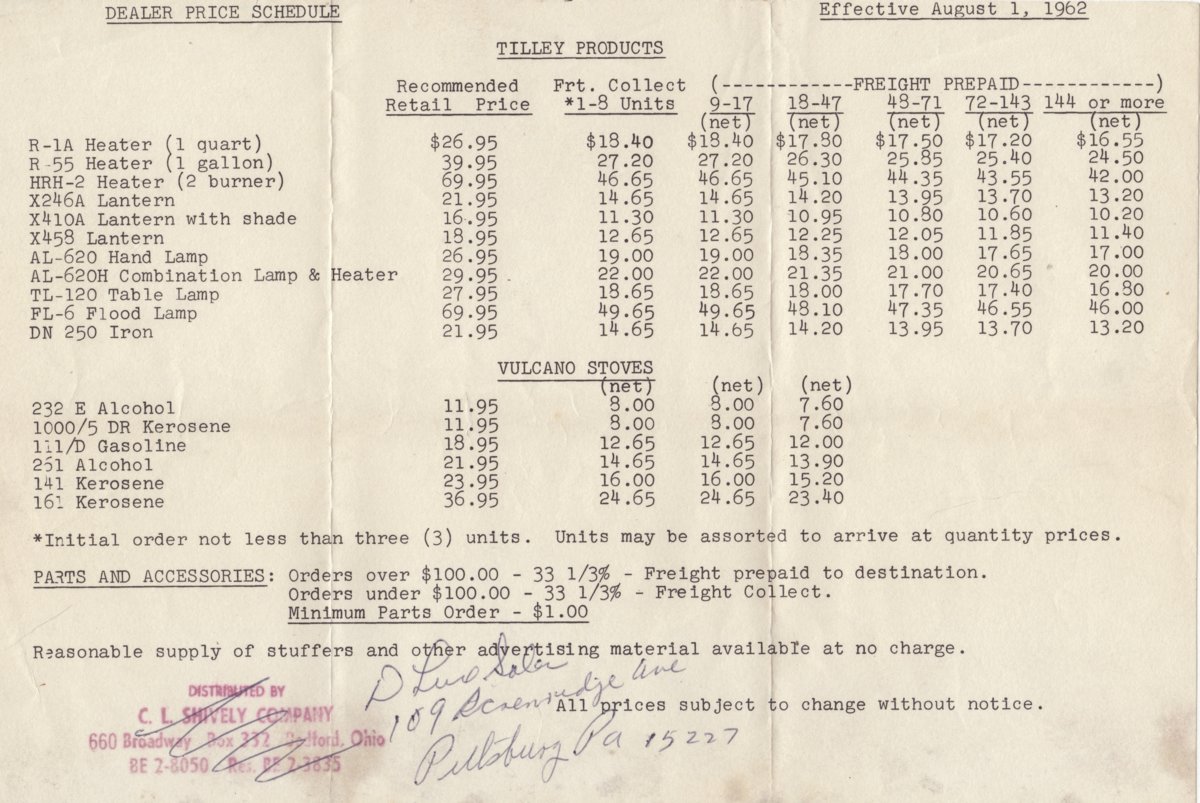 DEALER PRICE SCHEDULE Effective August 1, 1962
TILLEY PRODUCTS
Recommended Frt. Collect (------------FREIGHT PREPAID------------)
Retail Price *1-8 Units 9-17 18-47 48-71 72-143 144 or more
(net) (net) (net) (net) (net)
R-1A Heater (1 quart) $26.95 $18.40 $18.40 $17.80 $17.50 $17.20 $16.55
R-55 Heater (1 gallon) 39.95 27.20 27.20 26.30 25.85 25.40 24.50
HRH-2 Heater (2 burner) 69.95 46.65 46.65 45.10 44.35 43.55 42.00
X246A Lantern 21.95 14.65 14.65 14.20 13.95 13.70 13.20
X410A Lantern with shade 16.95 11.30 11.30 10.95 10.80 10.60 10.20
X458 Lantern 18.95 12.65 12.65 12.25 12.05 11.85 11.40
AL-620 Hand Lamp 26.95 19.00 19.00 18.35 18.00 17.65 17.00
AL-620H Combination Lamp & Heater 29.95 22.00 22.00 21.35 21.00 20.65 20.00
TL-120 Table Lamp 27.95 18.65 18.65 18.00 17.70 17.40 16.80
FL-6 Flood Lamp 69.95 49.65 49.65 48.10 47.35 46.55 46.00
DN 250 Iron 21.95 14.65 14.65 14.20 13.95 13.70 13.20
VULCANO STOVES
(net) (net) (net)
232 E Alcohol 11.95 8.00 8.00 7.60
1000/5 DR Kerosene 11.95 8.00 8.00 7.60
111/D Gasoline 18.95 12.65 12.65 12.00
261 Alcohol 21.95 14.65 14.65 13.90
141 Kerosene 23.95 16.00 16.00 15.20
161 Kerosene 36.95 24.65 24.65 23.40
*Initial order not less than three (3) units. Units may be assorted to arrive at quantity prices.
PARTS AND ACCESSORIES: Orders over $100.00 - 33 1/3% - Freight prepaid to destination.
Orders under $100.00 - 33 1/3% - Freight Collect.
Minimum Parts Order - $1.00
Reasonable supply of stuffers and other advertising material available at no charge.
D Luxe Sales
109 Ave
Pittsburg Pa 15227
All prices subject to change without notice.
DISTRIBUTED BY
C. L. SHIVELY COMPANY
660 Broadway Box 332 Bedford, Ohio
BE 2-8050 Res. BE 2-3835